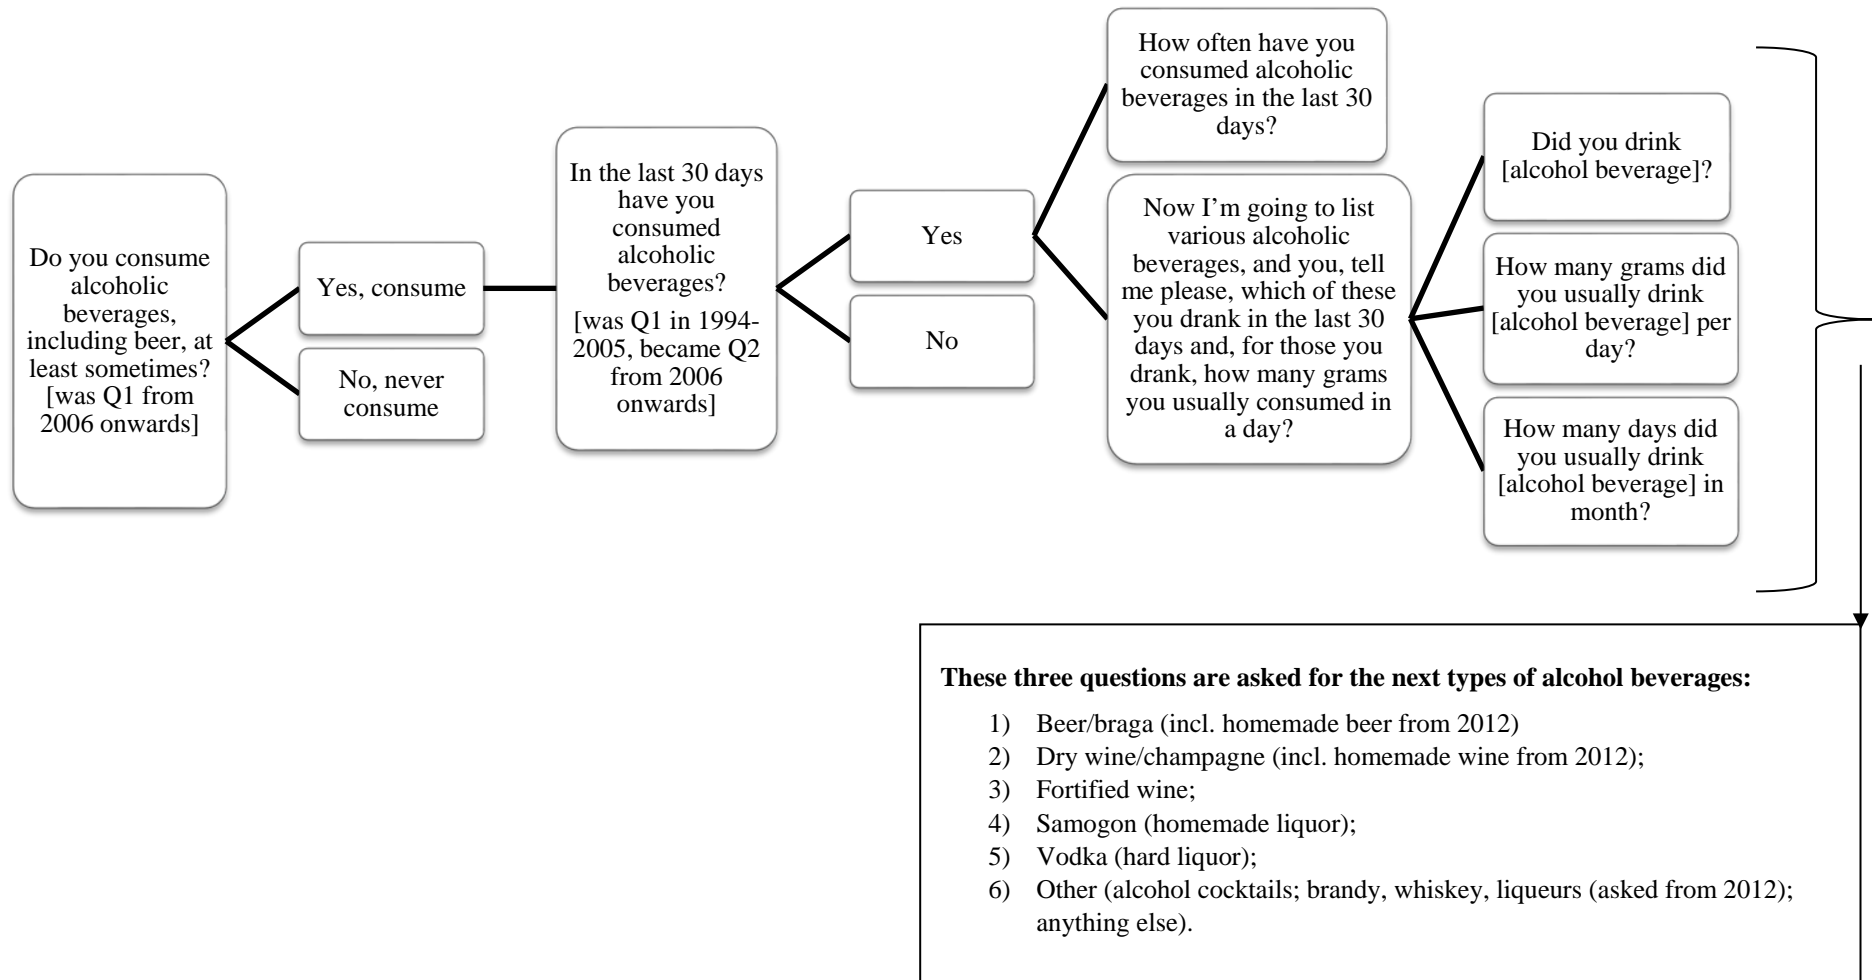 Do you consume
alcoholic
beverages,
including beer, at
least sometimes?
[was Q1 from
2006 onwards]
Yes, consume
No, never
consume
In the last 30 days
have you
consumed
alcoholic
beverages?
[was Q1 in 1994-
2005, became Q2
from 2006
onwards]
Yes
No
How often have you
consumed alcoholic
beverages in the last 30
days?
Now I’m going to list
various alcoholic
beverages, and you, tell
me please, which of these
you drank in the last 30
days and, for those you
drank, how many grams
you usually consumed in
a day?
Did you drink
[alcohol beverage]?
How many grams did
you usually drink
[alcohol beverage] per
day?
How many days did
you usually drink
[alcohol beverage] in
month?
These three questions are asked for the next types of alcohol beverages:
1) Beer/braga (incl. homemade beer from 2012)
2) Dry wine/champagne (incl. homemade wine from 2012);
3) Fortified wine;
4) Samogon (homemade liquor);
5) Vodka (hard liquor);
6) Other (alcohol cocktails; brandy, whiskey, liqueurs (asked from 2012);
anything else).